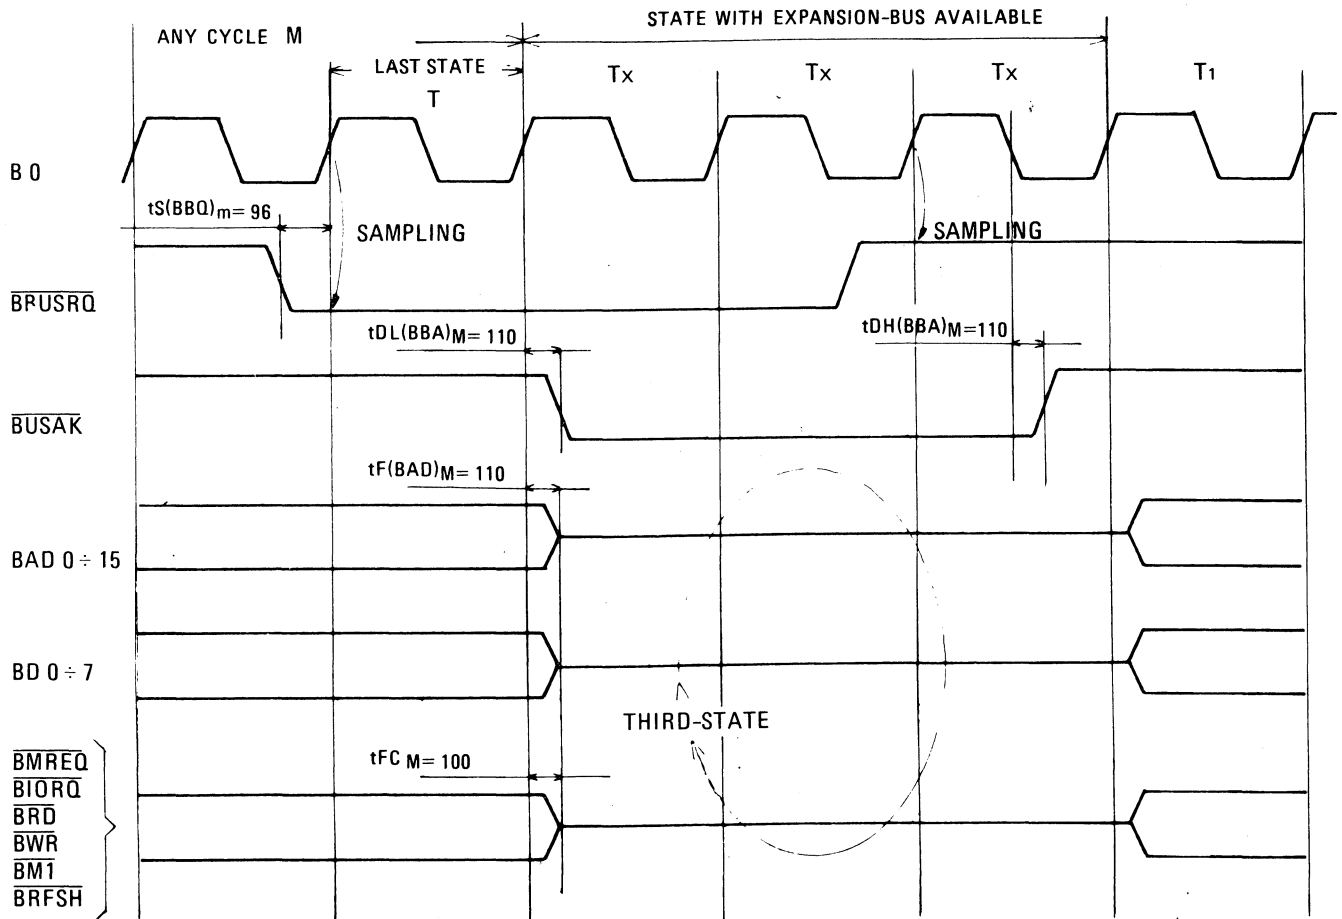 STATE WITH EXPANSION-BUS AVAILABLE
ANY CYCLE M
LAST STATE
T
Tx
Tx
Tx
T1
B0
tS(BBQ)m= 96
SAMPLING
SAMPLING
BPUSRQ
tDL(BBA)M= 110
tDH(BBA)M=110
BUSAK
tF(BAD)M= 110
BAD 0 ÷ 15
BD 0 ÷ 7
THIRD-STATE
tFC M= 100
BMREQ
BIORQ
BRD
BWR
BM1
BRFSH